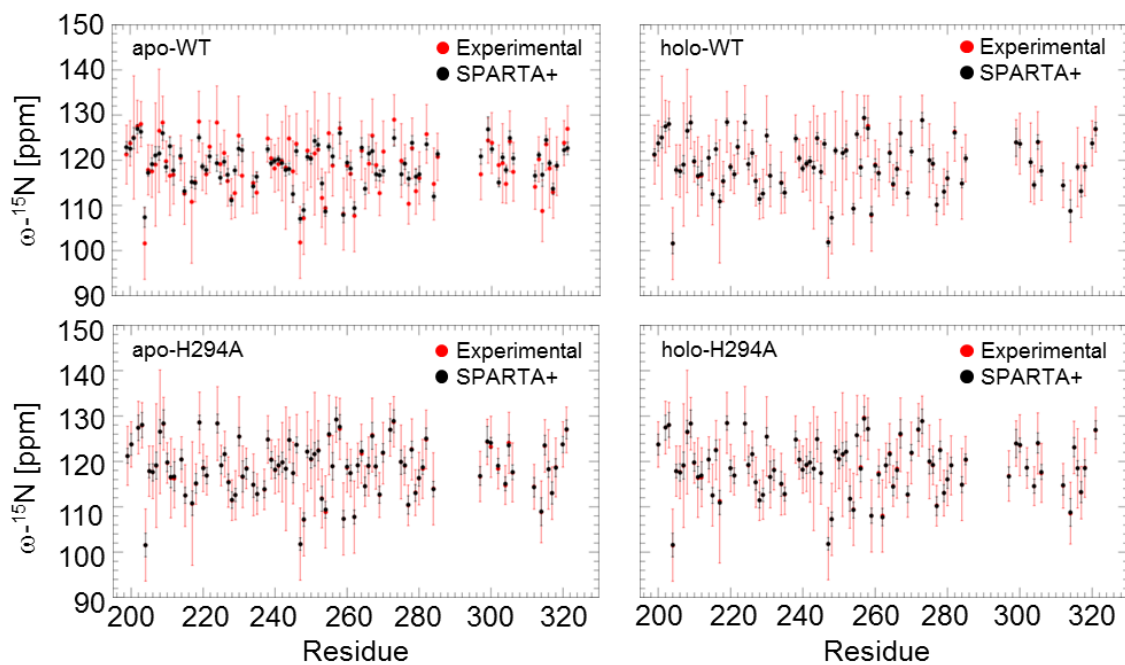 150
apo-WT
Experimental
SPARTA+
holo-WT
Experimental
SPARTA+
140
130
120
110
100
90
ω-¹⁵N [ppm]
150
apo-H294A
Experimental
SPARTA+
holo-H294A
Experimental
SPARTA+
140
130
120
110
100
90
ω-¹⁵N [ppm]
200 220 240 260 280 300 320
200 220 240 260 280 300 320
Residue
Residue